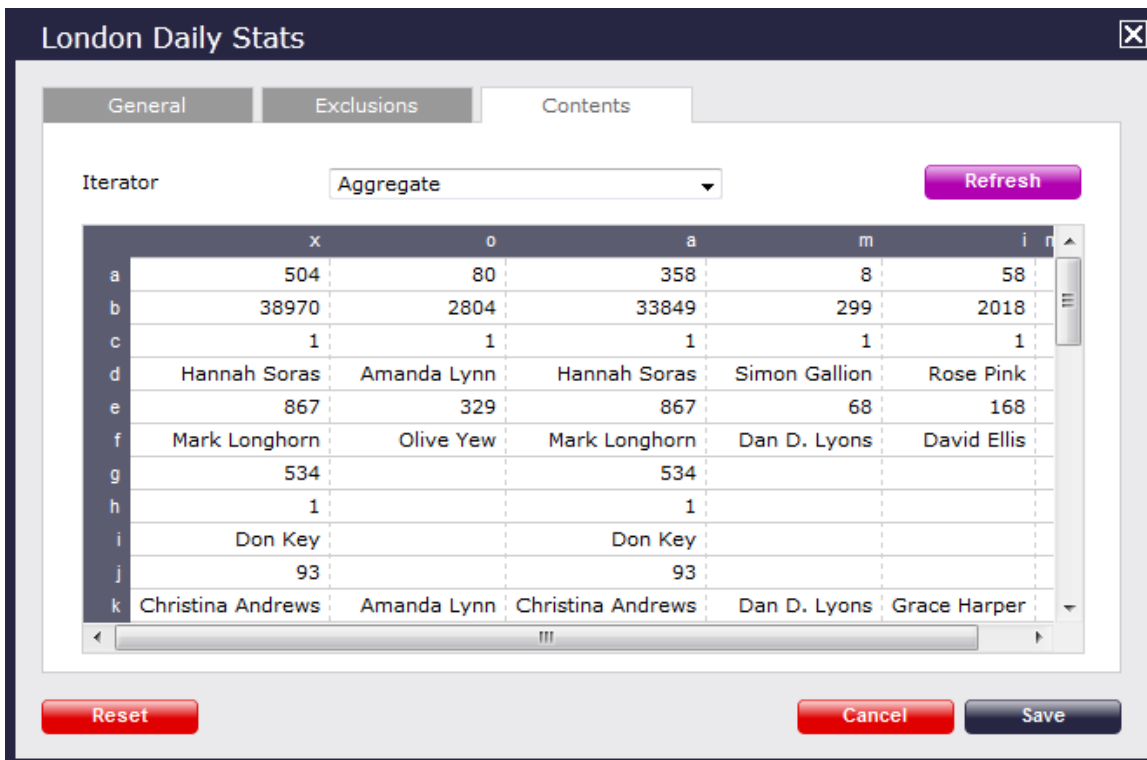 London Daily Stats
General Exclusions Contents
Iterator Aggregate Refresh
x o a m i
a 504 80 358 8 58
b 38970 2804 33849 299 2018
c 1 1 1 1 1
d Hannah Soras Amanda Lynn Hannah Soras Simon Gallion Rose Pink
e 867 329 867 68 168
f Mark Longhorn Olive Yew Mark Longhorn Dan D. Lyons David Ellis
g 534 534
h 1 1
i Don Key Don Key
j 93 93
k Christina Andrews Amanda Lynn Christina Andrews Dan D. Lyons Grace Harper
Reset Cancel Save